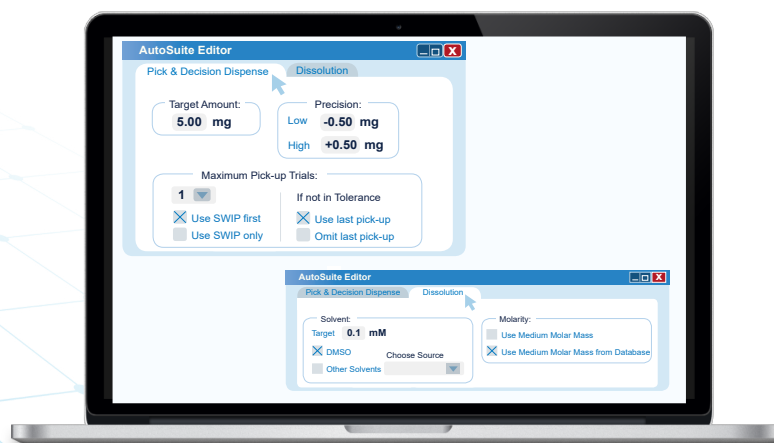 AutoSuite Editor
X
Pick & Decision Dispense
Dissolution
Target Amount:
5.00 mg
Precision:
Low -0.50 mg
High +0.50 mg
Maximum Pick-up Trials:
1
If not in Tolerance
Use SWIP first
Use last pick-up
Use SWIP only
Omit last pick-up
AutoSuite Editor
X
Pick & Decision Dispense
Dissolution
Solvent:
Target 0.1 mM
DMSO
Choose Source
Other Solvents
Molarity:
Use Medium Molar Mass
Use Medium Molar Mass from Database